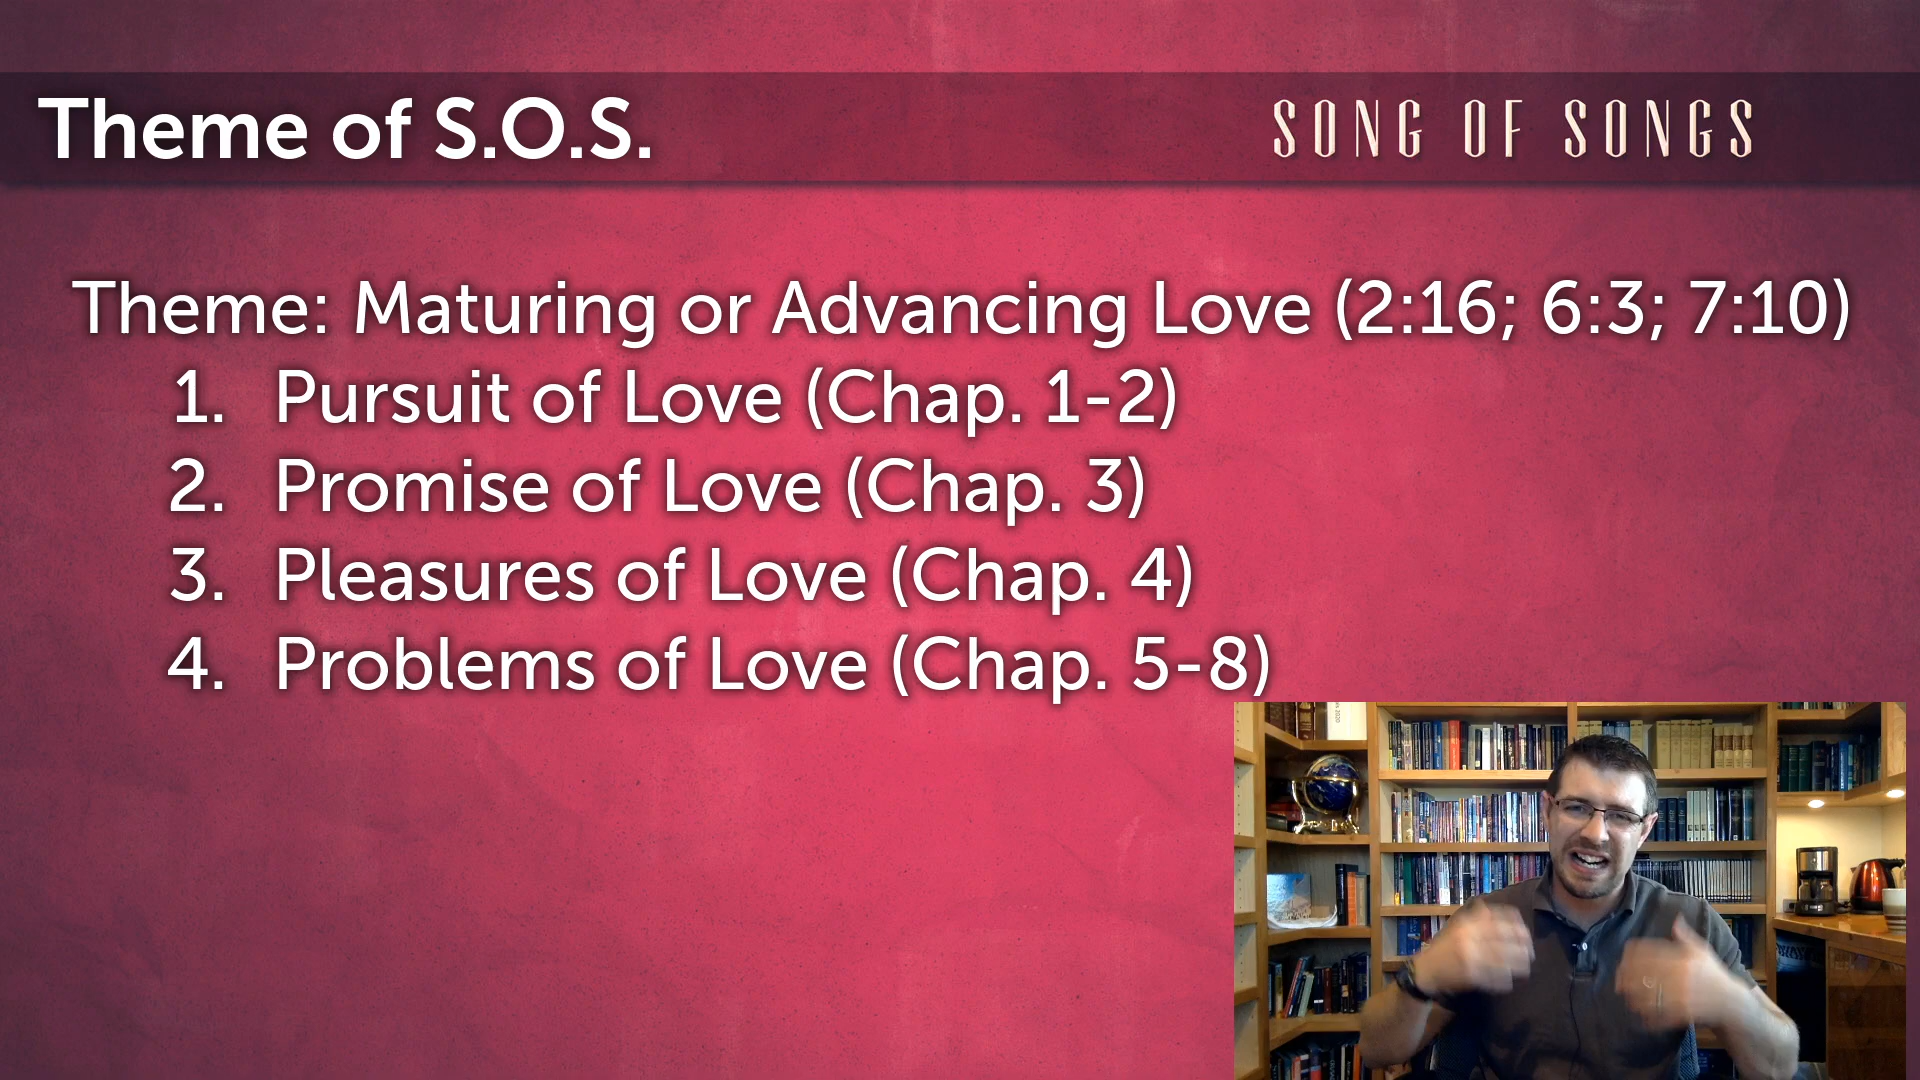 Theme of S.O.S.
SONG OF SONGS
Theme: Maturing or Advancing Love (2:16; 6:3; 7:10)
1. Pursuit of Love (Chap. 1-2)
2. Promise of Love (Chap. 3)
3. Pleasures of Love (Chap. 4)
4. Problems of Love (Chap. 5-8)